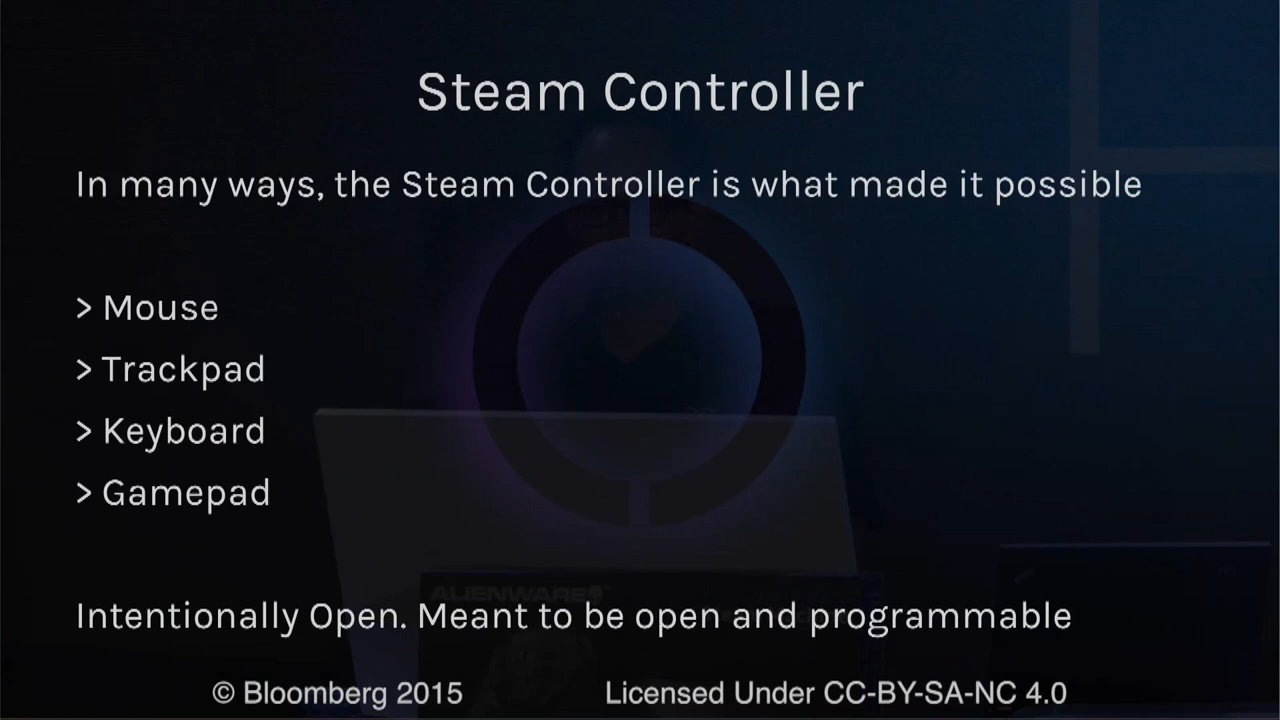 Steam Controller
In many ways, the Steam Controller is what made it possible
> Mouse
> Trackpad
> Keyboard
> Gamepad
ALIENWARE
Intentionally Open. Meant to be open and programmable
© Bloomberg 2015 Licensed Under CC-BY-SA-NC 4.0